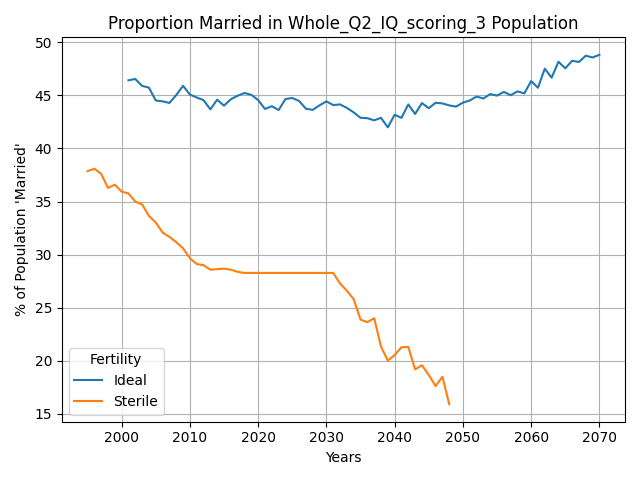 Proportion Married in Whole_Q2_IQ_scoring_3 Population
% of Population 'Married'
50
45
40
35
30
25
20
15
Fertility
Ideal
Sterile
2000 2010 2020 2030 2040 2050 2060 2070
Years